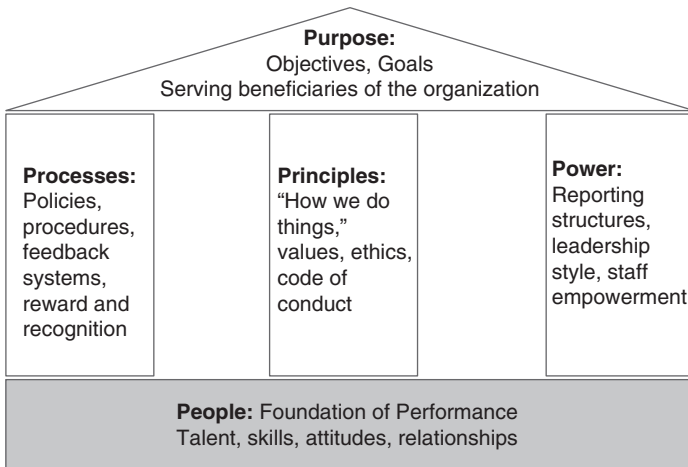 Purpose:
Objectives, Goals
Serving beneficiaries of the organization
Processes:
Policies,
procedures,
feedback
systems,
reward and
recognition
Principles:
“How we do
things,”
values, ethics,
code of
conduct
Power:
Reporting
structures,
leadership
style, staff
empowerment
People: Foundation of Performance
Talent, skills, attitudes, relationships